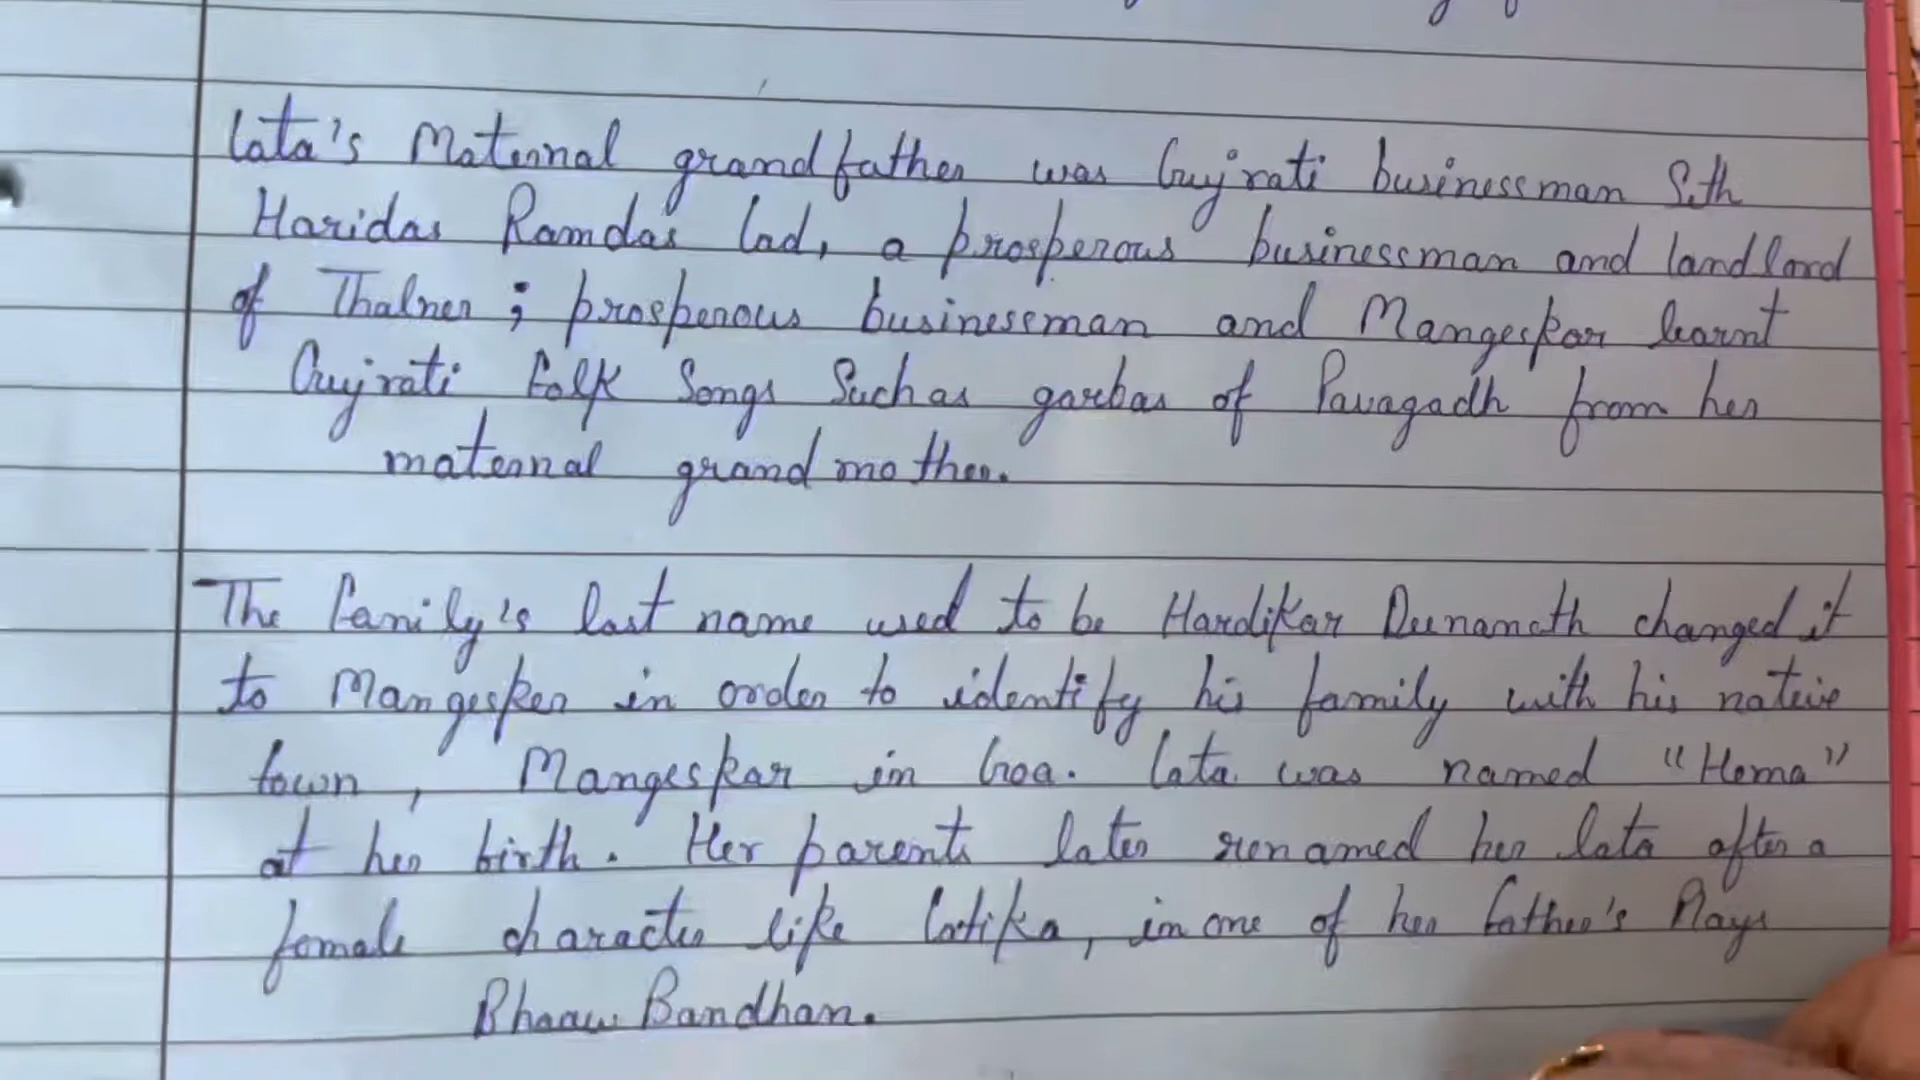 Lata's Maternal grandfather was Gujrati businessman Seth
Haridas Ramdas Lad, a prosperous businessman and landlord
of Thalner ; prosperous businessman and Mangeskar learnt
Gujrati Folk Songs Such as garbas of Pavagadh from her
maternal grandmother.
The Family's last name used to be Hardikar Deenanath changed it
to Mangesker in order to identify his family with his native
town, Mangeskar in Goa. Lata was named "Hema"
at her birth. Her parents later renamed her lata after a
female character like Latika, in one of her father's Plays
Bhaaw Bandhan.